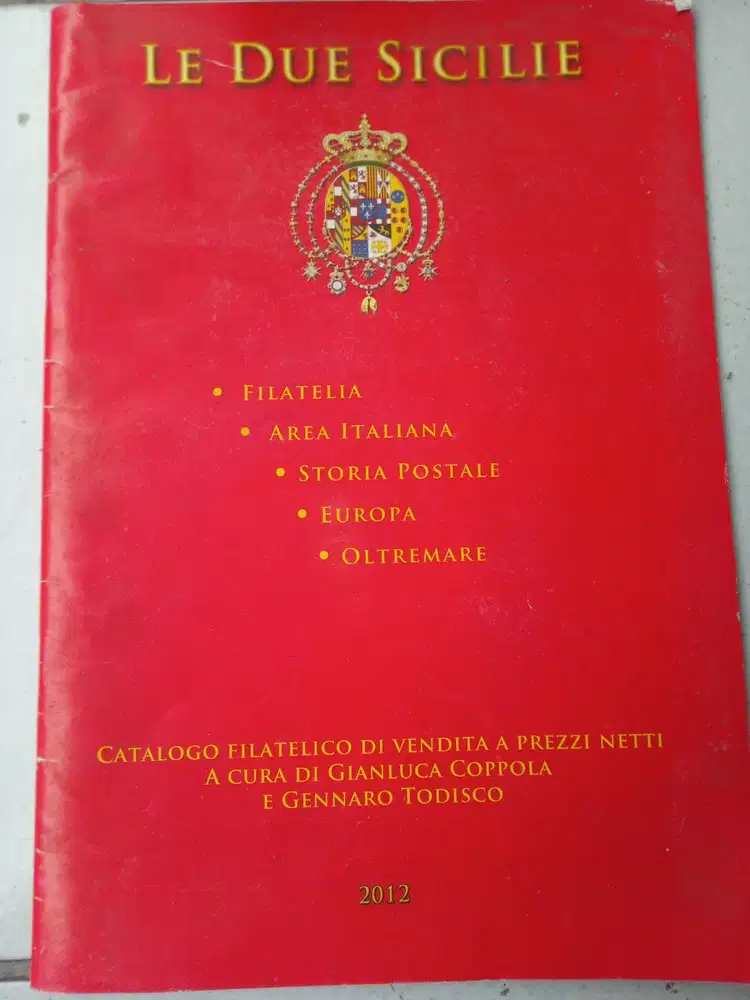 LE DUE SICILIE
• FILATELIA
• AREA ITALIANA
• STORIA POSTALE
• EUROPA
• OLTREMARE
CATALOGO FILATELICO DI VENDITA A PREZZI NETTI
A CURA DI GIANLUCA COPPOLA
E GENNARO TODISCO
2012